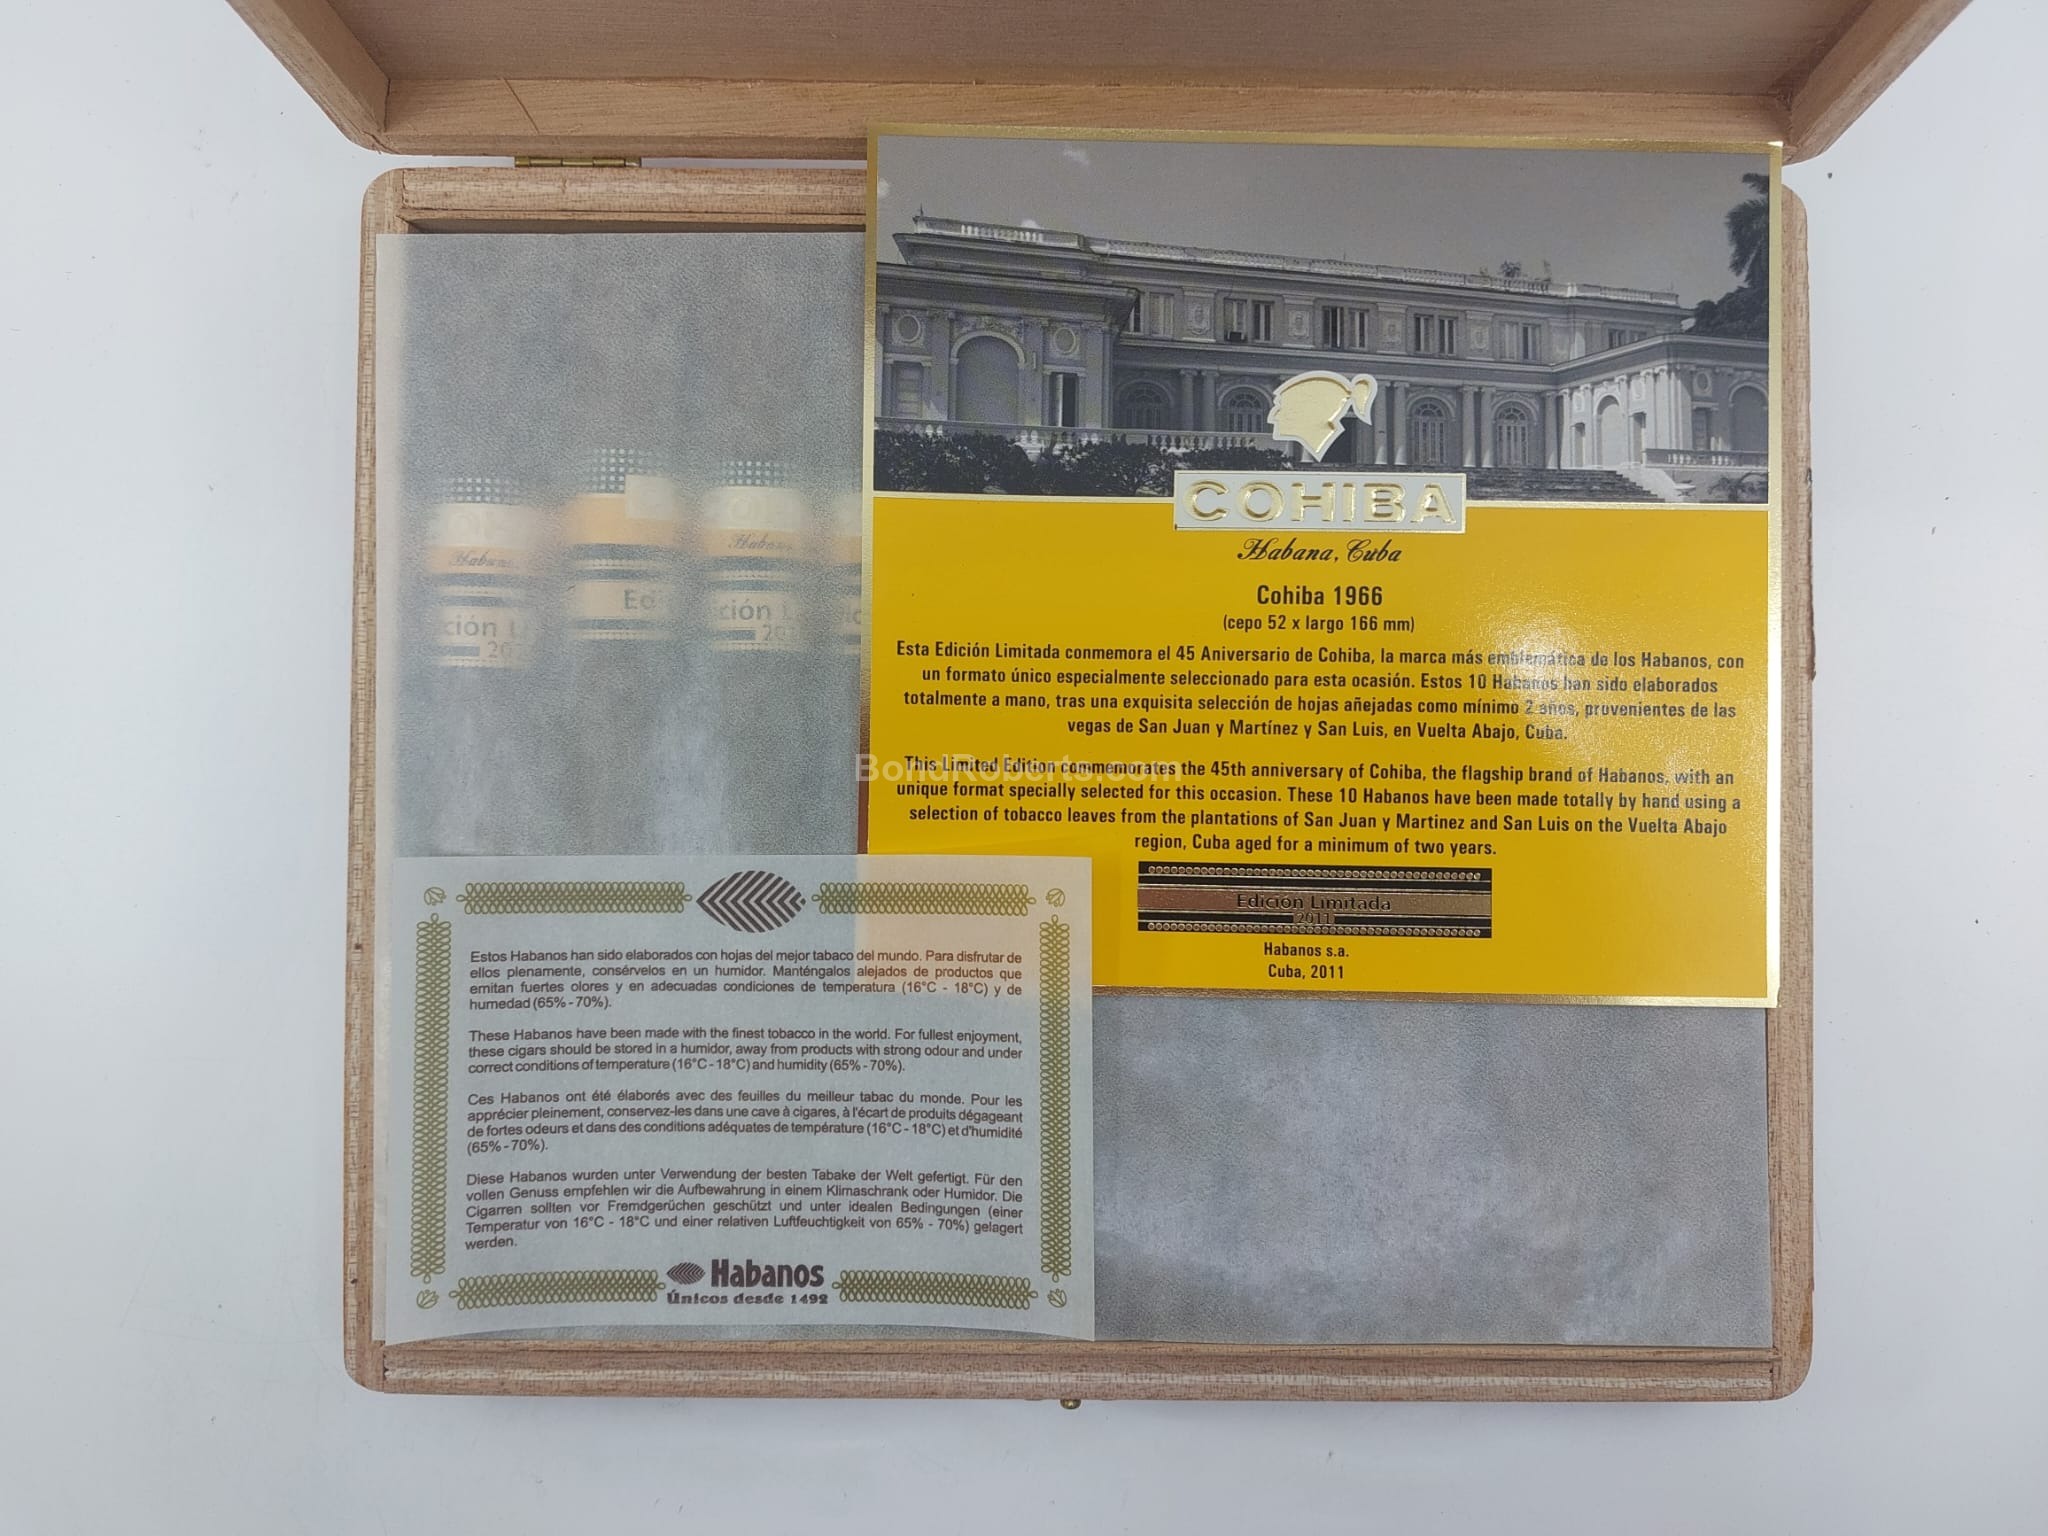 COHIBA
Habana, Cuba
Cohiba 1966
(cepo 52 x largo 166 mm)
Esta Edición Limitada conmemora el 45 Aniversario de Cohiba, la marca más emblemática de los Habanos, con
un formato único especialmente seleccionado para esta ocasión. Estos 10 Habanos han sido elaborados
totalmente a mano, tras una exquisita selección de hojas añejadas como mínimo 2 años, provenientes de las
vegas de San Juan y Martínez y San Luis, en Vuelta Abajo, Cuba.
This Limited Edition commemorates the 45th anniversary of Cohiba, the flagship brand of Habanos, with an
unique format specially selected for this occasion. These 10 Habanos have been made totally by hand using a
selection of tobacco leaves from the plantations of San Juan y Martinez and San Luis on the Vuelta Abajo
region, Cuba aged for a minimum of two years.
Edición Limitada
2011
Habanos s.a.
Cuba, 2011
BondRoberts.com
Habanos
Habanos
Ed
ción L
ción L
20
20
Estos Habanos han sido elaborados con hojas del mejor tabaco del mundo. Para disfrutar de
ellos plenamente, consérvelos en un humidor. Manténgalos alejados de productos que
emitan fuertes olores y en adecuadas condiciones de temperatura (16°C - 18°C) y de
humedad (65% - 70%).
These Habanos have been made with the finest tobacco in the world. For fullest enjoyment,
these cigars should be stored in a humidor, away from products with strong odour and under
correct conditions of temperature (16°C - 18°C) and humidity (65% - 70%).
Ces Habanos ont été élaborés avec des feuilles du meilleur tabac du monde. Pour les
apprécier pleinement, conservez-les dans une cave à cigares, à l'écart de produits dégageant
de fortes odeurs et dans des conditions adéquates de température (16°C - 18°C) et d'humidité
(65% - 70%).
Diese Habanos wurden unter Verwendung der besten Tabake der Welt gefertigt. Für den
vollen Genuss empfehlen wir die Aufbewahrung in einem Klimaschrank oder Humidor. Die
Cigarren sollten vor Fremdgerüchen geschützt und unter idealen Bedingungen (einer
Temperatur von 16°C - 18°C und einer relativen Luftfeuchtigkeit von 65% - 70%) gelagert
werden.
Habanos
Únicos desde 1492